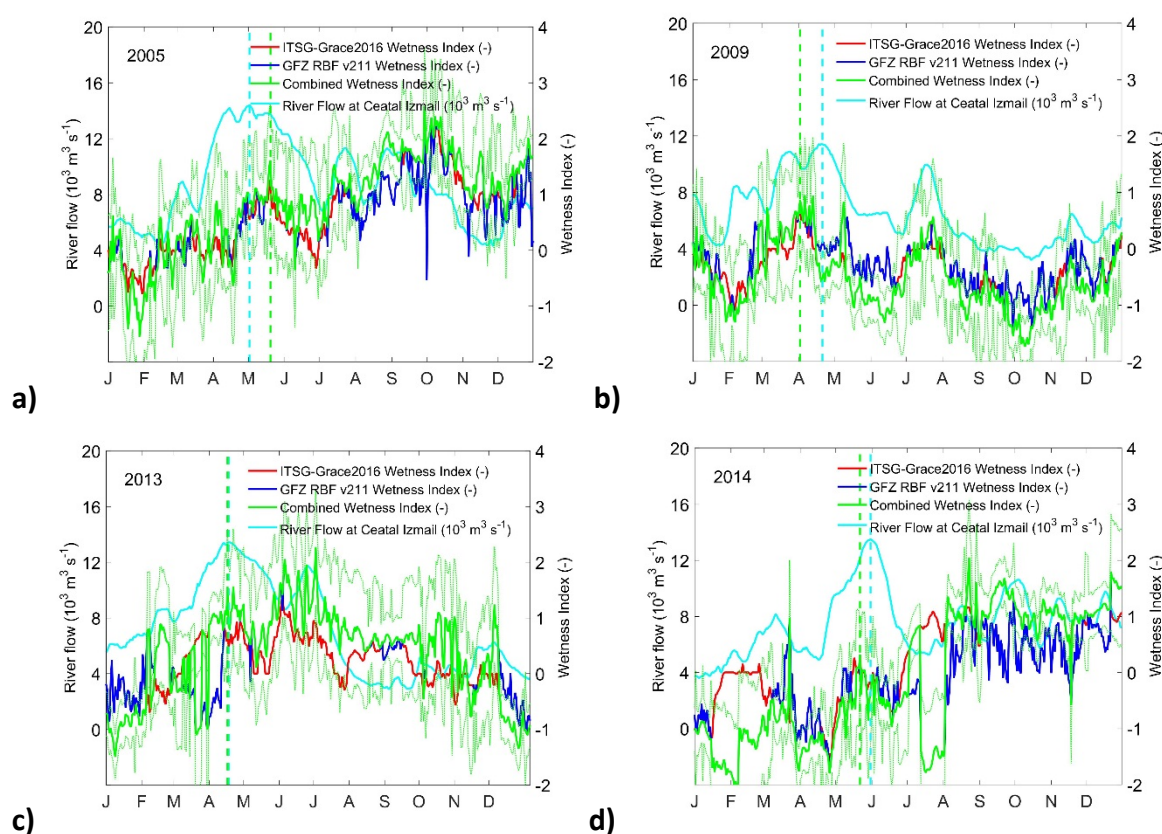 20
16
12
8
4
0
River flow (10³ m³ s⁻¹)
2005
ITSG-Grace2016 Wetness Index (-)
GFZ RBF v211 Wetness Index (-)
Combined Wetness Index (-)
River Flow at Ceatal Izmail (10³ m³ s⁻¹)
4
3
2
1
0
-1
-2
Wetness Index (-)
J F M A M J J A S O N D
a)
20
16
12
8
4
0
River flow (10³ m³ s⁻¹)
2009
ITSG-Grace2016 Wetness Index (-)
GFZ RBF v211 Wetness Index (-)
Combined Wetness Index (-)
River Flow at Ceatal Izmail (10³ m³ s⁻¹)
4
3
2
1
0
-1
-2
Wetness Index (-)
J F M A M J J A S O N D
b)
20
16
12
8
4
0
River flow (10³ m³ s⁻¹)
2013
ITSG-Grace2016 Wetness Index (-)
GFZ RBF v211 Wetness Index (-)
Combined Wetness Index (-)
River Flow at Ceatal Izmail (10³ m³ s⁻¹)
4
3
2
1
0
-1
-2
Wetness Index (-)
J F M A M J J A S O N D
c)
20
16
12
8
4
0
River flow (10³ m³ s⁻¹)
2014
ITSG-Grace2016 Wetness Index (-)
GFZ RBF v211 Wetness Index (-)
Combined Wetness Index (-)
River Flow at Ceatal Izmail (10³ m³ s⁻¹)
4
3
2
1
0
-1
-2
Wetness Index (-)
J F M A M J J A S O N D
d)